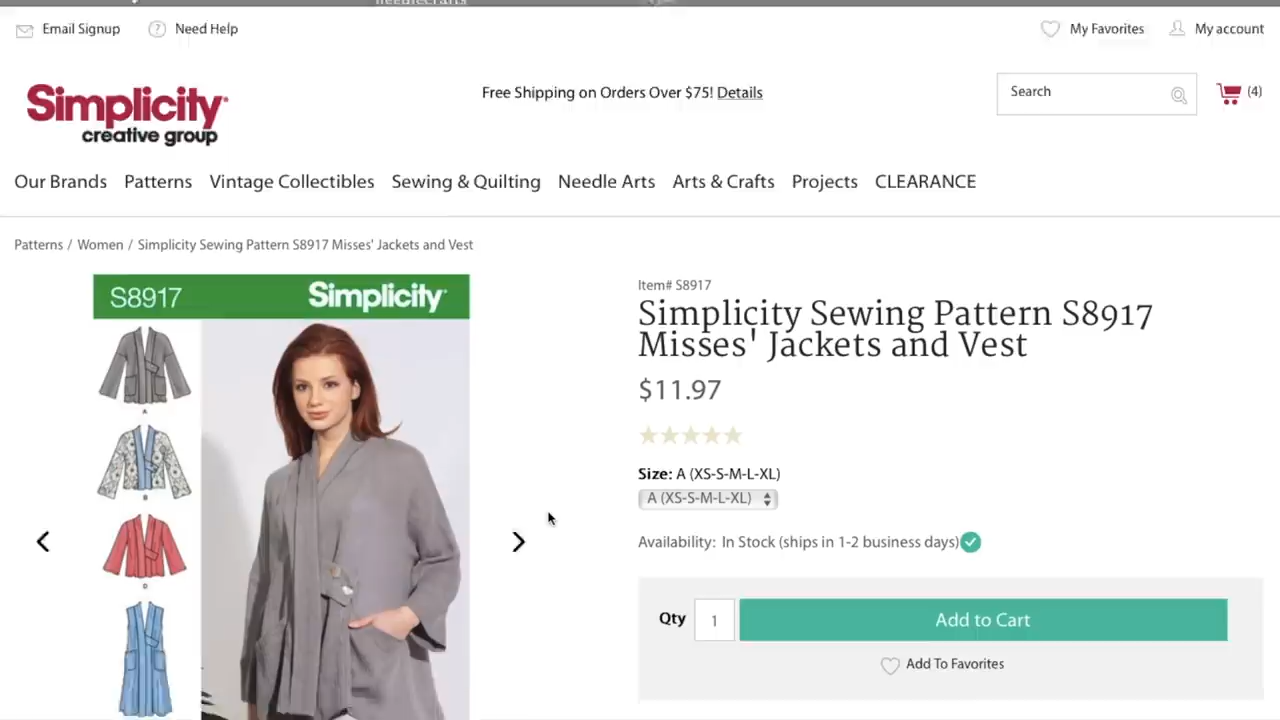 needlecrafts
Email Signup
Need Help
My Favorites
My account
Simplicity
creative group
Free Shipping on Orders Over $75! Details
Search
(4)
Our Brands
Patterns
Vintage Collectibles
Sewing & Quilting
Needle Arts
Arts & Crafts
Projects
CLEARANCE
Patterns / Women / Simplicity Sewing Pattern S8917 Misses' Jackets and Vest
S8917
Simplicity
A
B
Item# S8917
Simplicity Sewing Pattern S8917
Misses' Jackets and Vest
$11.97
Size: A (XS-S-M-L-XL)
A (XS-S-M-L-XL)
Availability: In Stock (ships in 1-2 business days)
Qty
1
Add to Cart
Add To Favorites